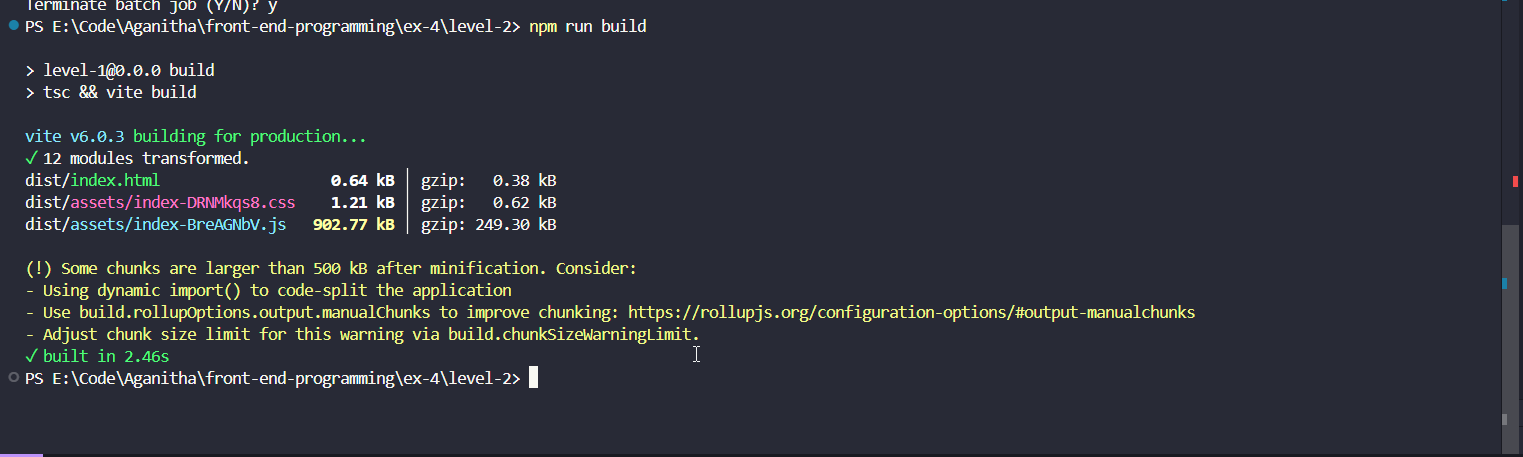 Terminate batch job (Y/N)? y
PS E:\Code\Aganitha\front-end-programming\ex-4\level-2> npm run build
> level-1@0.0.0 build
> tsc && vite build
vite v6.0.3 building for production...
✓ 12 modules transformed.
dist/index.html 0.64 kB │ gzip: 0.38 kB
dist/assets/index-DRNMkqs8.css 1.21 kB │ gzip: 0.62 kB
dist/assets/index-BreAGNbV.js 902.77 kB │ gzip: 249.30 kB
(!) Some chunks are larger than 500 kB after minification. Consider:
- Using dynamic import() to code-split the application
- Use build.rollupOptions.output.manualChunks to improve chunking: https://rollupjs.org/configuration-options/#output-manualchunks
- Adjust chunk size limit for this warning via build.chunkSizeWarningLimit.
✓ built in 2.46s
PS E:\Code\Aganitha\front-end-programming\ex-4\level-2>